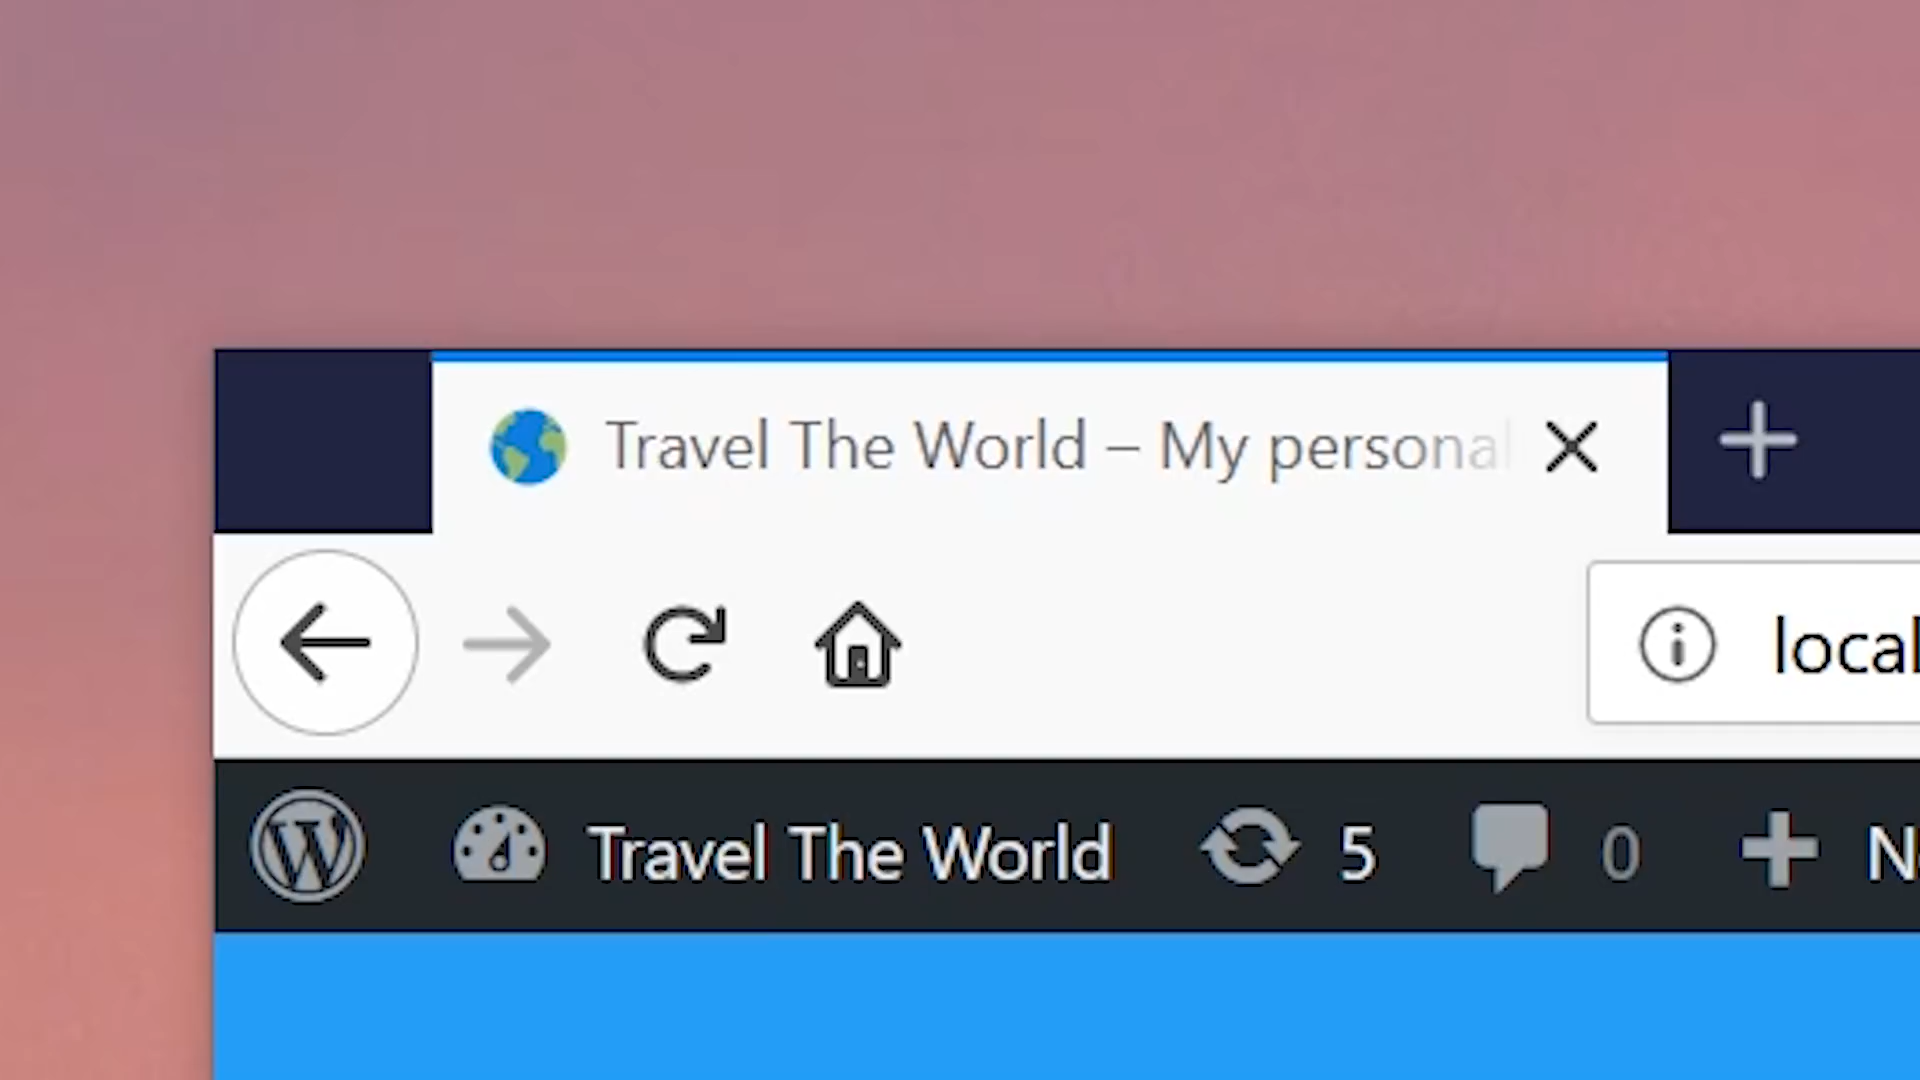 Travel The World – My personal
local
Travel The World 5 0 + N